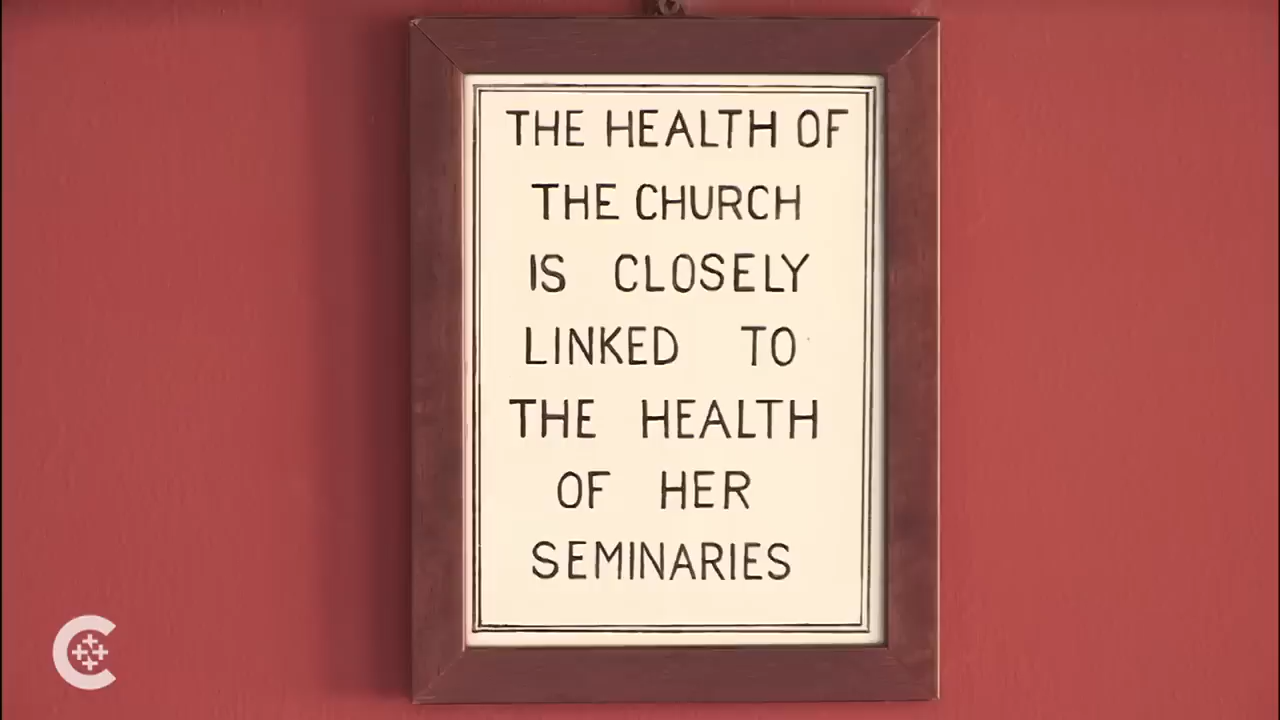 THE HEALTH OF
THE CHURCH
IS CLOSELY
LINKED TO
THE HEALTH
OF HER
SEMINARIES